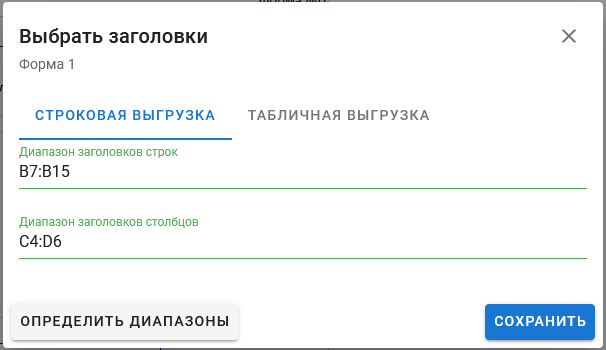 Выбрать заголовки
Форма 1
СТРОКОВАЯ ВЫГРУЗКА ТАБЛИЧНАЯ ВЫГРУЗКА
Диапазон заголовков строк
B7:B15
Диапазон заголовков столбцов
C4:D6
ОПРЕДЕЛИТЬ ДИАПАЗОНЫ СОХРАНИТЬ